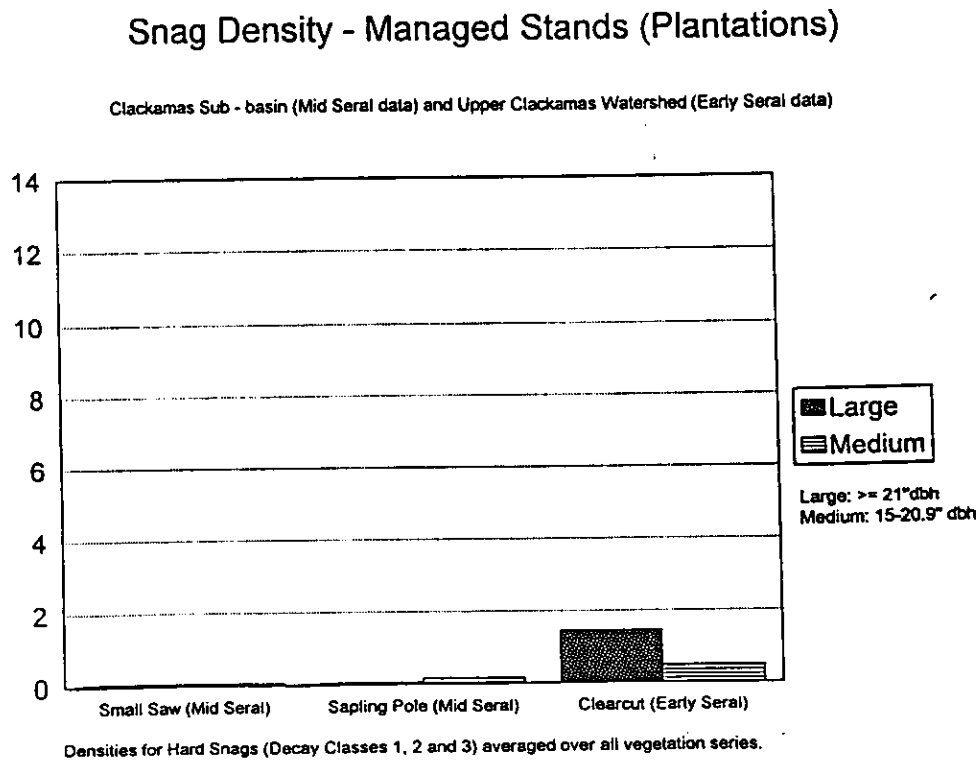 Snag Density - Managed Stands (Plantations)
Clackamas Sub - basin (Mid Seral data) and Upper Clackamas Watershed (Early Seral data)
14
12
10
8
6
4
2
0
Large
Medium
Large: >= 21"dbh
Medium: 15-20.9" dbh
Small Saw (Mid Seral)
Sapling Pole (Mid Seral)
Clearcut (Early Seral)
Densities for Hard Snags (Decay Classes 1, 2 and 3) averaged over all vegetation series.